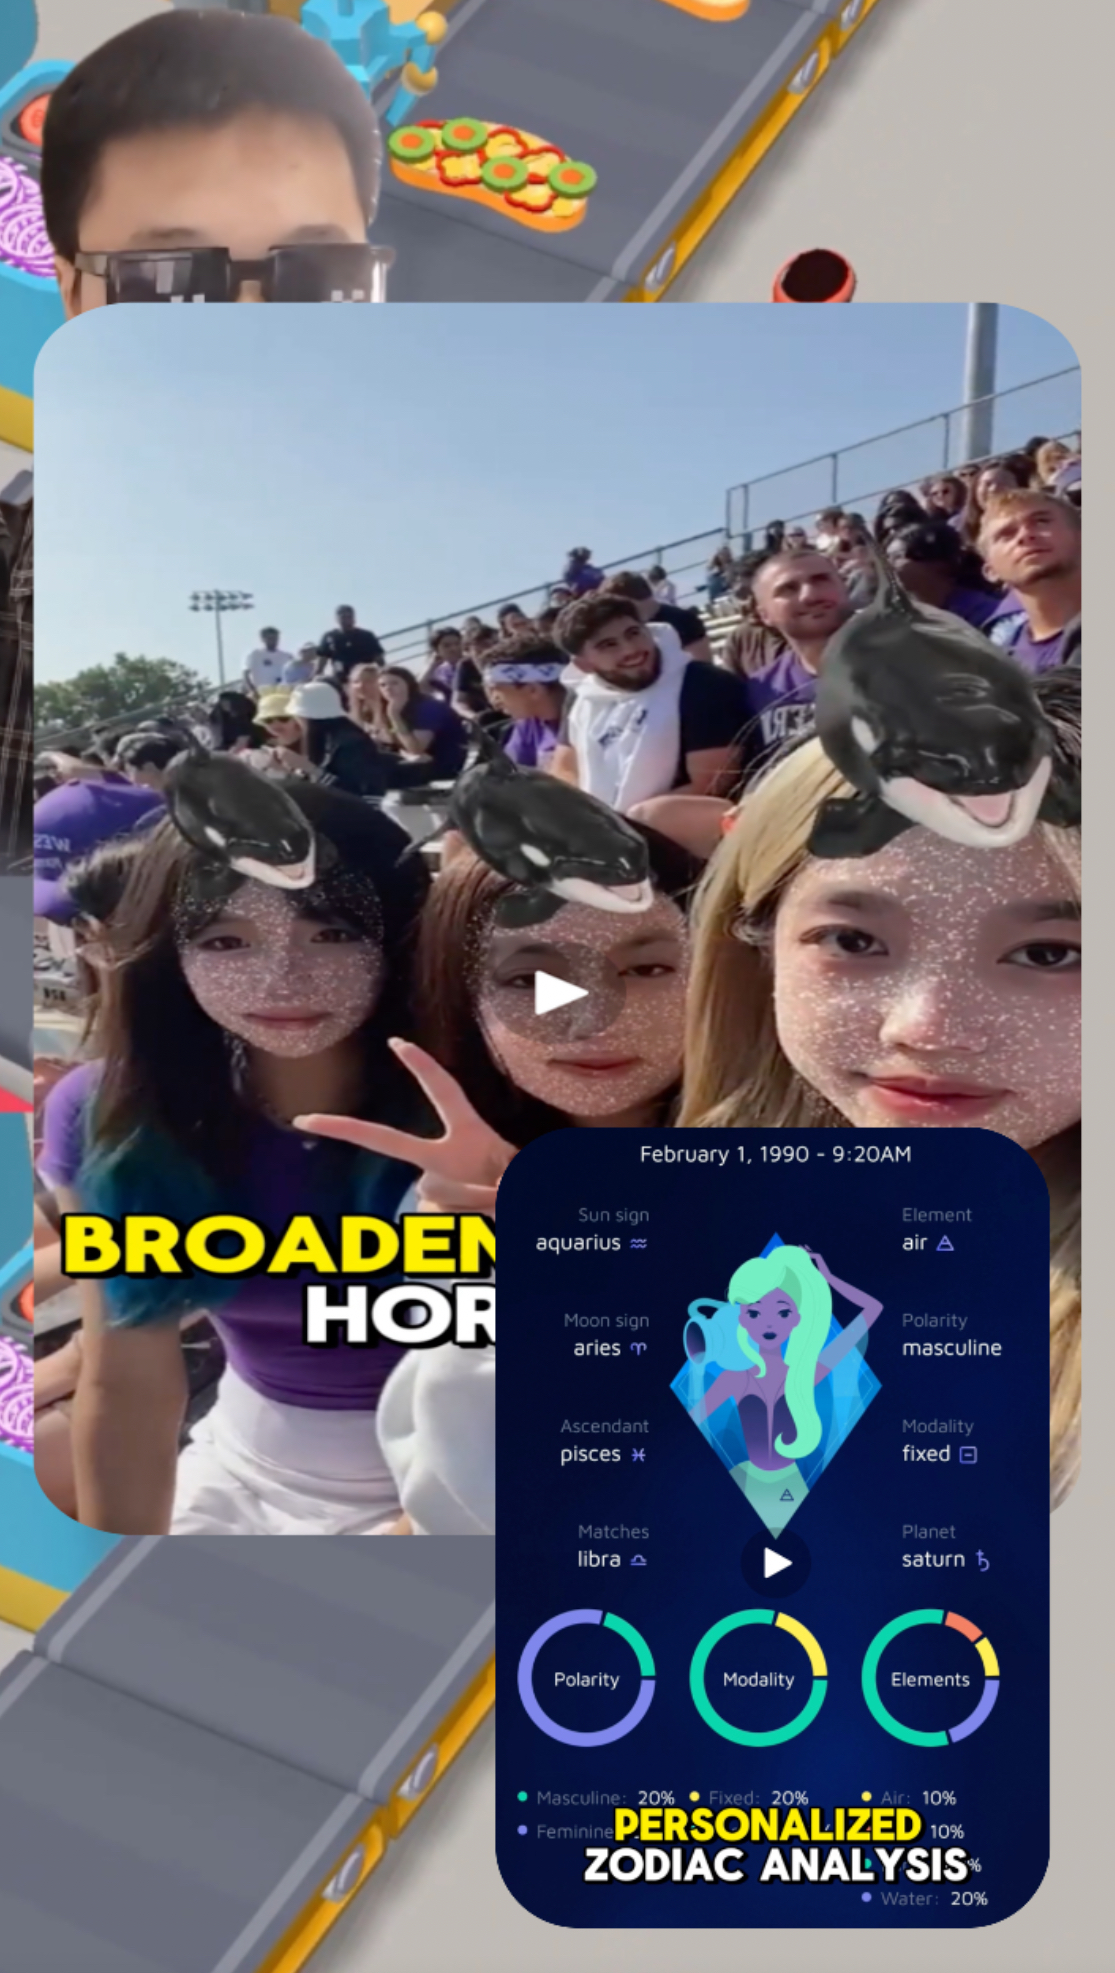 BROADEN
HOR
February 1, 1990 - 9:20AM
Sun sign
aquarius
Element
air
Moon sign
aries
Polarity
masculine
Ascendant
pisces
Modality
fixed
Matches
libra
Planet
saturn
Polarity
Modality
Elements
Masculine: 20%
Fixed: 20%
Air: 10%
Feminine
10%
PERSONALIZED
ZODIAC ANALYSIS
%
Water: 20%